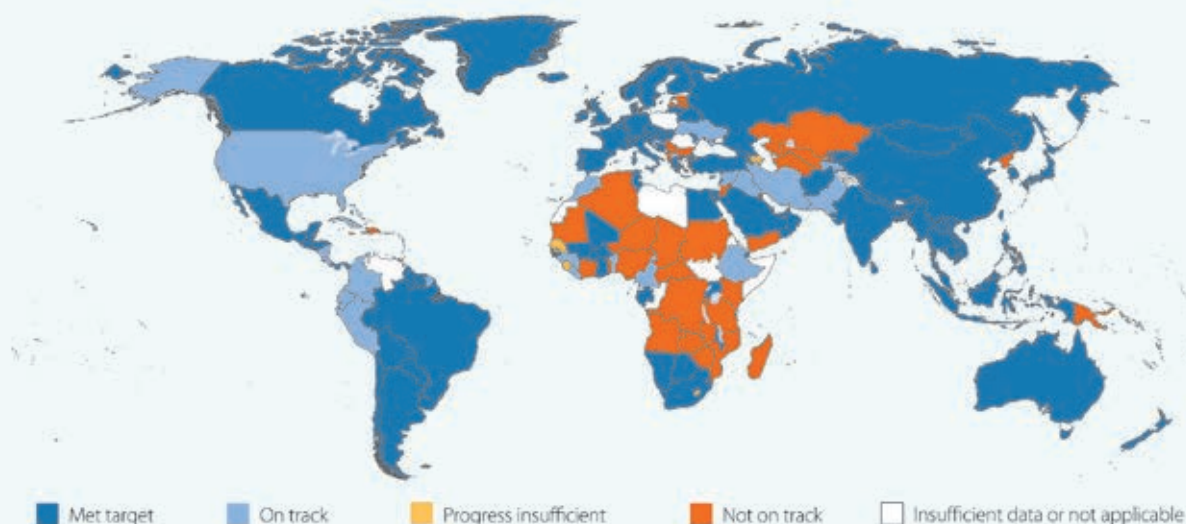 Met target On track Progress insufficient Not on track Insufficient data or not applicable